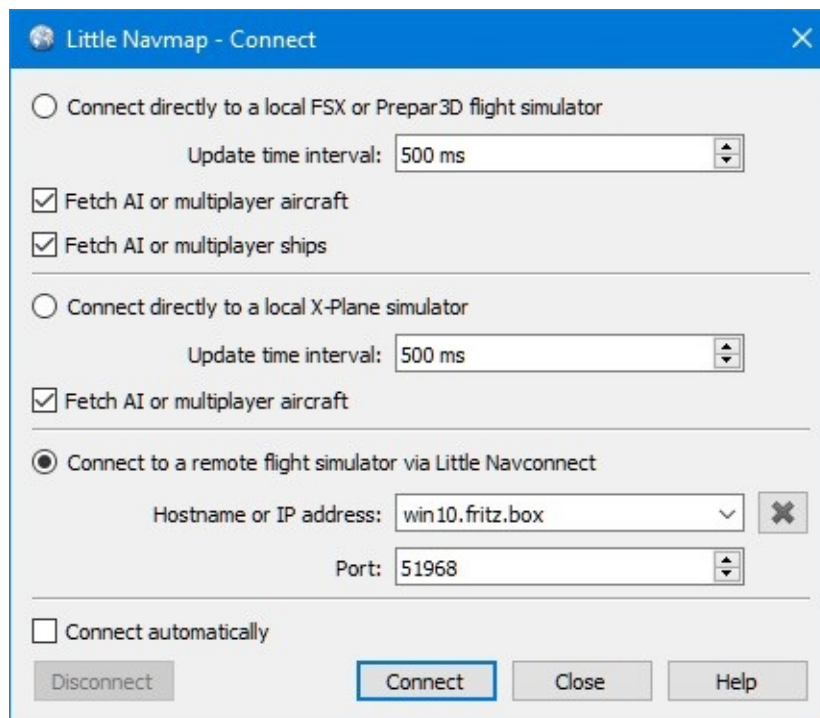 Little Navmap - Connect
Connect directly to a local FSX or Prepar3D flight simulator
Update time interval: 500 ms
Fetch AI or multiplayer aircraft
Fetch AI or multiplayer ships
Connect directly to a local X-Plane simulator
Update time interval: 500 ms
Fetch AI or multiplayer aircraft
Connect to a remote flight simulator via Little Navconnect
Hostname or IP address: win10.fritz.box
Port: 51968
Connect automatically
Disconnect Connect Close Help